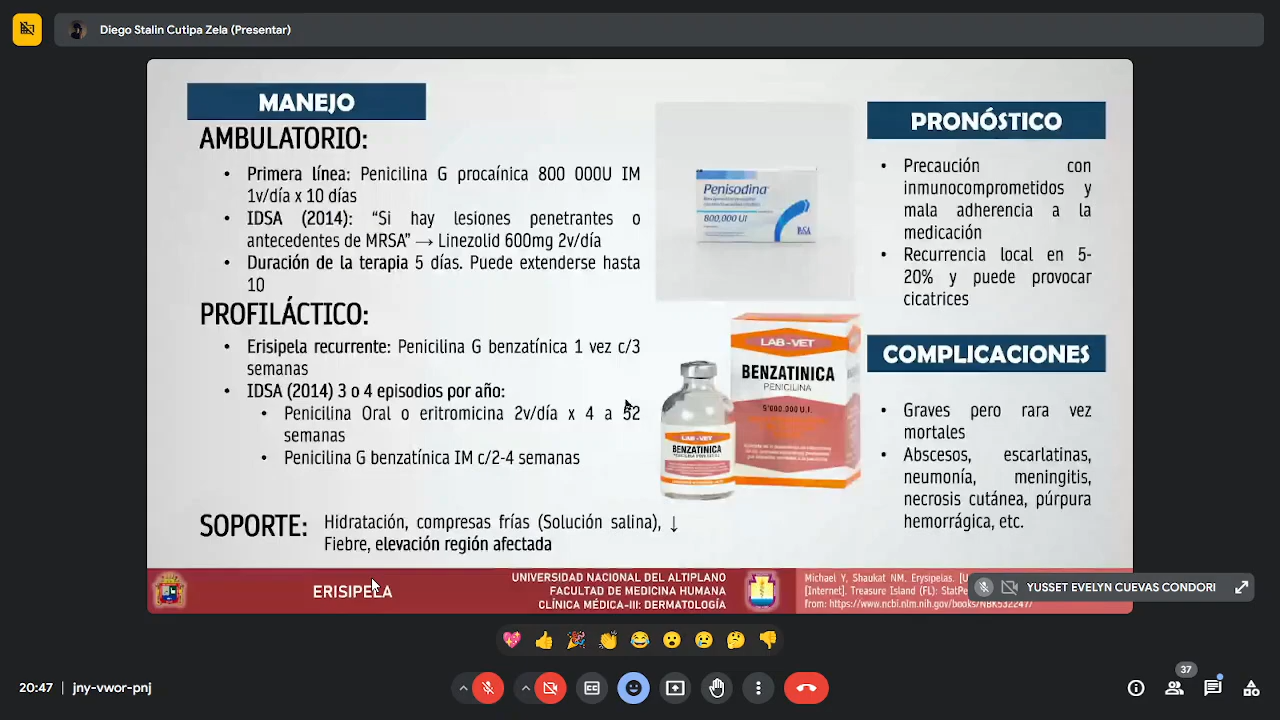 Diego Stalin Cutipa Zela (Presentar)
MANEJO
AMBULATORIO:
• Primera línea: Penicilina G procaínica 800 000U IM
1v/día x 10 días
• IDSA (2014): “Si hay lesiones penetrantes o
antecedentes de MRSA” → Linezolid 600mg 2v/día
• Duración de la terapia 5 días. Puede extenderse hasta
10
PROFILÁCTICO:
• Erisipela recurrente: Penicilina G benzatínica 1 vez c/3
semanas
• IDSA (2014) 3 o 4 episodios por año:
• Penicilina Oral o eritromicina 2v/día x 4 a 52
semanas
• Penicilina G benzatínica IM c/2-4 semanas
SOPORTE:
Hidratación, compresas frías (Solución salina), ↓
Fiebre, elevación región afectada
Penisodina
800,000 UI
LAB-VET
BENZATINICA
PENICILINA
5'000.000 U.I.
LAB-VET
BENZATINICA
PRONÓSTICO
• Precaución con
inmunocomprometidos y
mala adherencia a la
medicación
• Recurrencia local en 5-
20% y puede provocar
cicatrices
COMPLICACIONES
• Graves pero rara vez
mortales
• Abscesos, escarlatinas,
neumonía, meningitis,
necrosis cutánea, púrpura
hemorrágica, etc.
ERISIPELA
UNIVERSIDAD NACIONAL DEL ALTIPLANO
FACULTAD DE MEDICINA HUMANA
CLÍNICA MÉDICA-III: DERMATOLOGÍA
Michael Y, Shaukat NM. Erysipelas.
[Internet]. Treasure Island (FL):
from: https://www.ncbi.nlm.nih.gov/books/NBK532247/
YUSSET EVELYN CUEVAS CONDORI
20:47 | jny-vwor-pnj
37